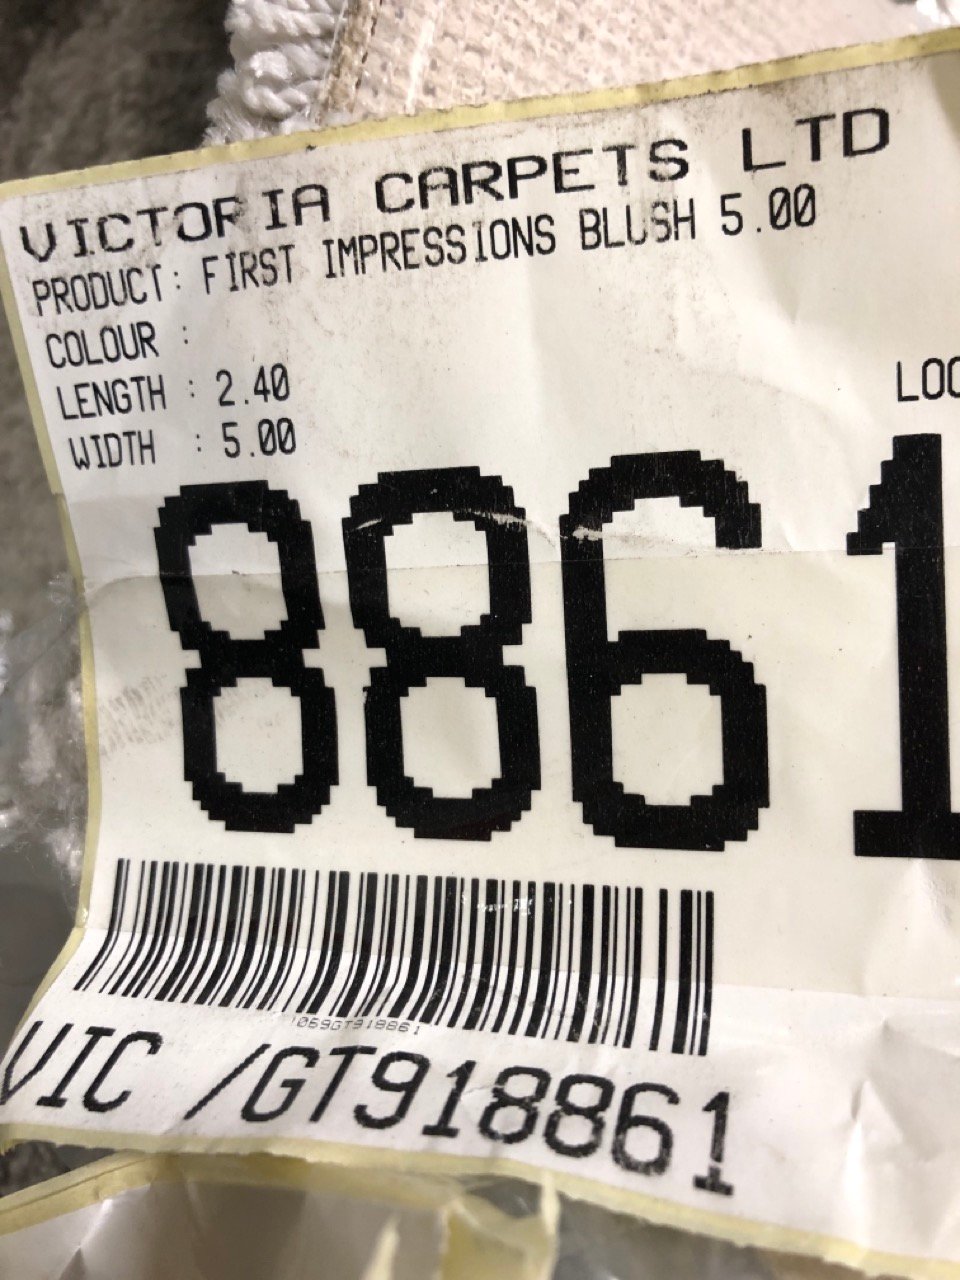 VICTORIA CARPETS LTD
PRODUCT: FIRST IMPRESSIONS BLUSH 5.00
COLOUR :
LENGTH : 2.40
WIDTH : 5.00
LOC
8861
1069GT918861
VIC /GT918861